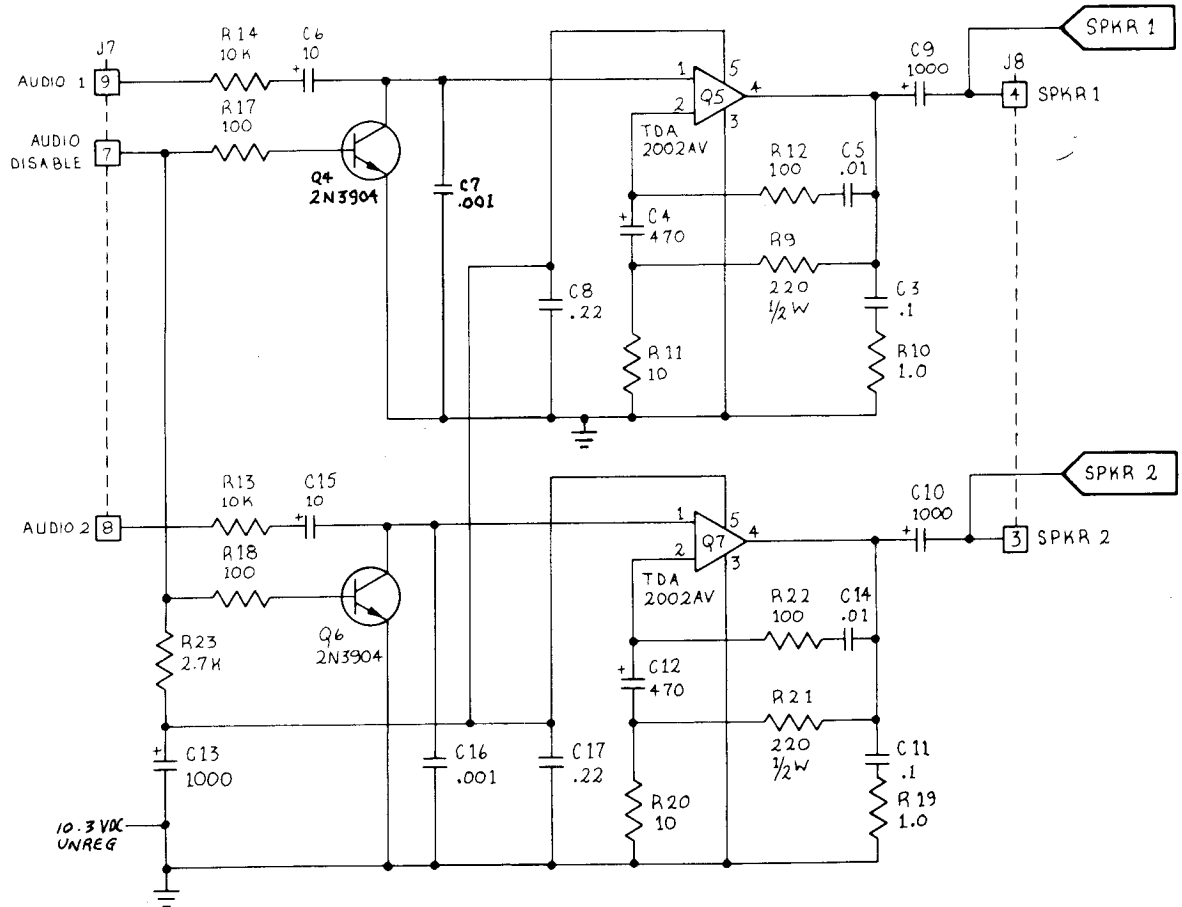 SPKR 1
J7
R14
10K
C6
+ 10
C9
1000
+
J8
AUDIO 1
9
1
5
Q5
4
2
3
4
SPKR 1
R17
100
AUDIO
DISABLE
7
TDA
2002AV
R12
100
C5
.01
Q4
2N3904
C7
.001
+ C4
470
R9
220
1/2 W
C8
.22
C3
.1
R11
10
R10
1.0
SPKR 2
R13
10K
C15
+ 10
C10
1000
+
AUDIO 2
8
1
5
Q7
4
2
3
3
SPKR 2
R18
100
TDA
2002AV
R22
100
C14
.01
Q6
2N3904
R23
2.7K
+ C12
470
R21
220
1/2 W
+ C13
1000
C16
.001
C17
.22
C11
.1
R20
10
R19
1.0
10.3 VDC
UNREG